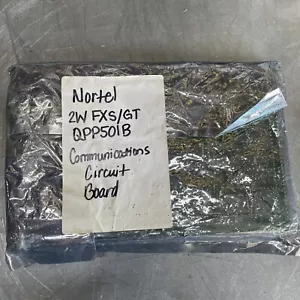 Nortel
2W FXS/GT
QPP501B
Communications
Circuit
Board